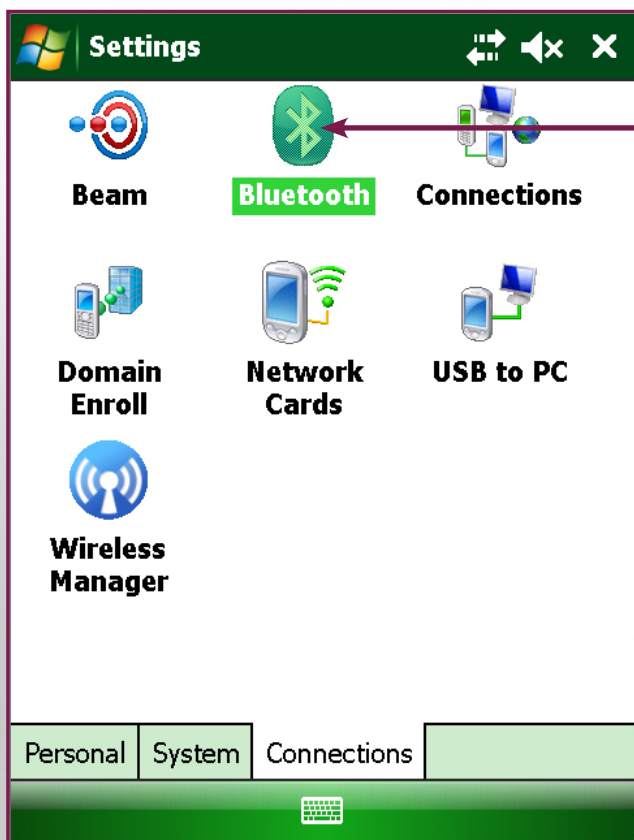 Settings
Beam Bluetooth Connections
Domain Network USB to PC
Enroll Cards
Wireless
Manager
Personal System Connections